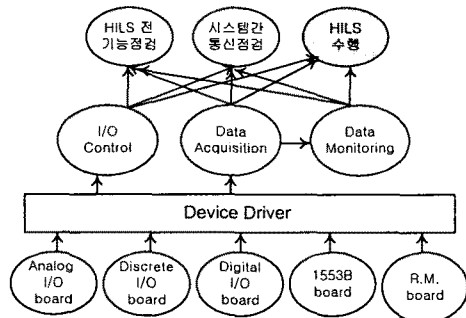 HILS 전
기능점검
시스템간
통신점검
HILS
수행
I/O
Control
Data
Acquisition
Data
Monitoring
Device Driver
Analog
I/O
board
Discrete
I/O
board
Digital
I/O
board
1553B
board
R.M.
board